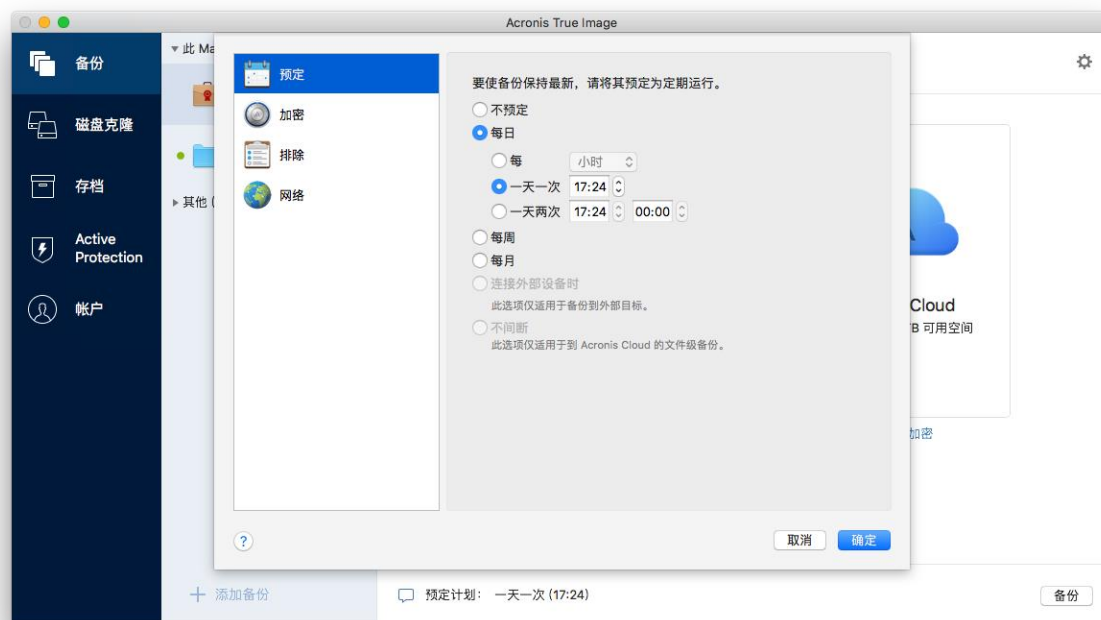 Acronis True Image
备份
磁盘克隆
存档
Active
Protection
帐户
此 Ma
其他 (
添加备份
预定
加密
排除
网络
要使备份保持最新，请将其预定为定期运行。
不预定
每日
每 小时
一天一次 17:24
一天两次 17:24 00:00
每周
每月
连接外部设备时
此选项仅适用于备份到外部目标。
不间断
此选项仅适用于到 Acronis Cloud 的文件级备份。
?
取消 确定
Cloud
B 可用空间
加密
预定计划： 一天一次 (17:24)
备份